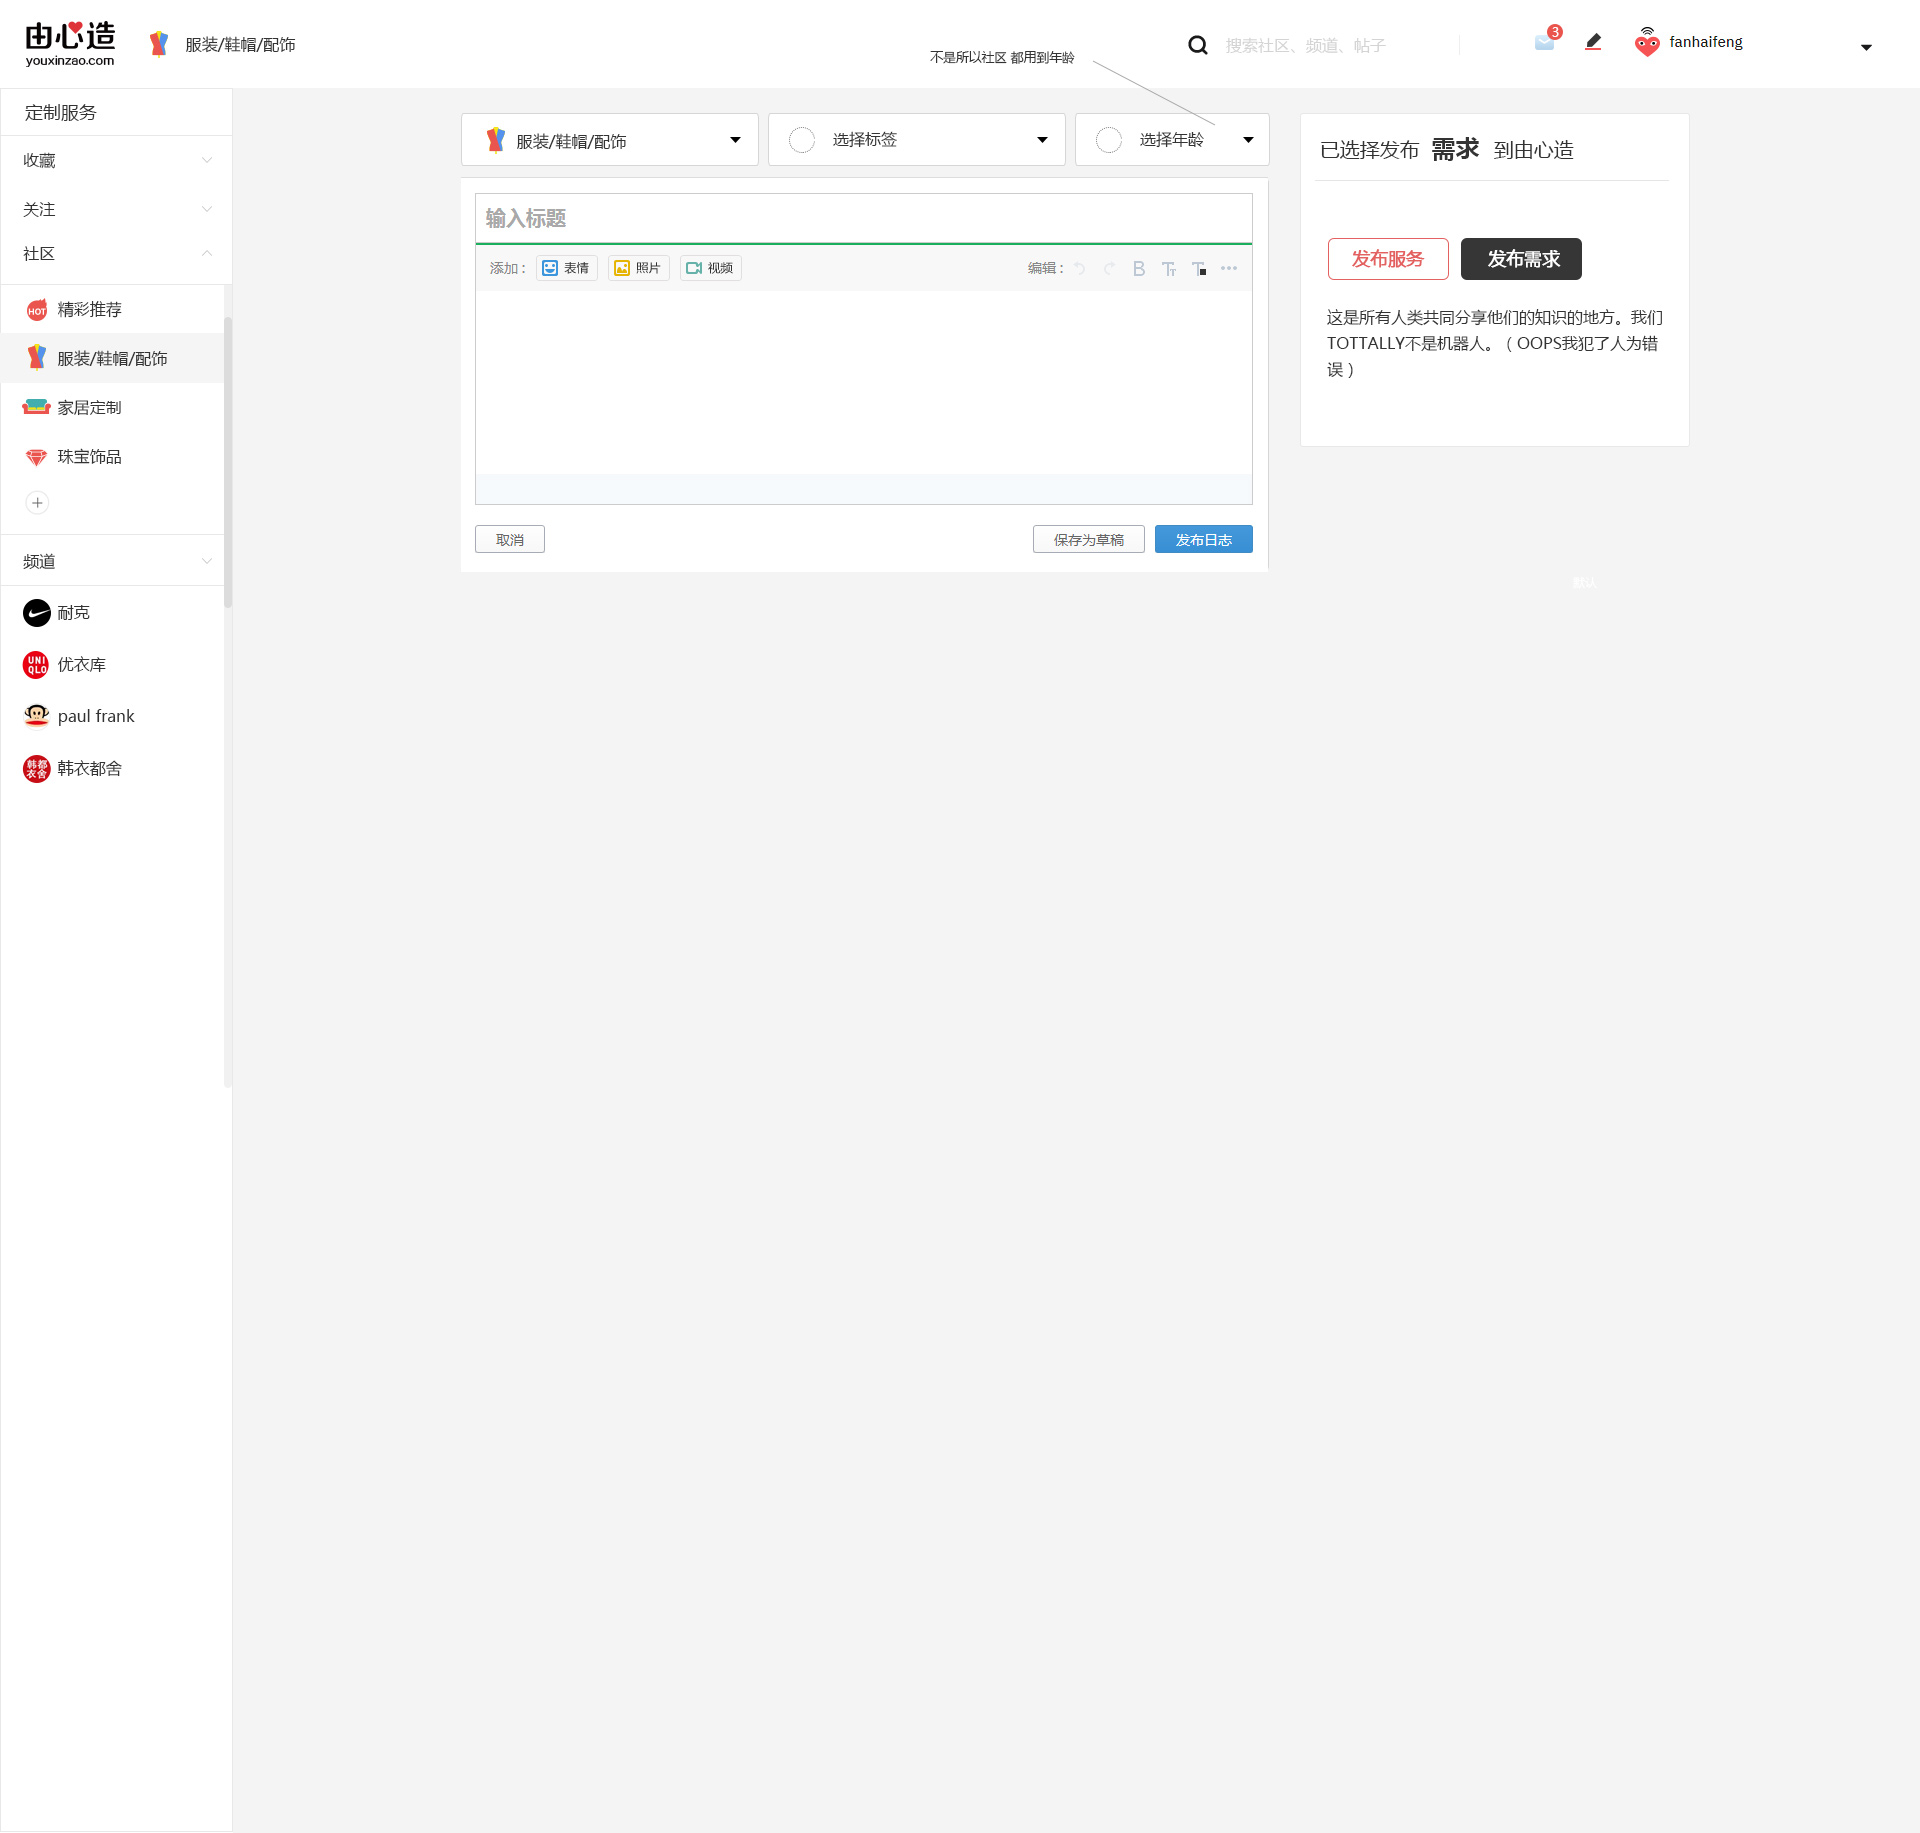 由心造
youxinzao.com
服装/鞋帽/配饰
不是所以社区 都用到年龄
搜索社区、频道、帖子
3
fanhaifeng
定制服务
收藏
关注
社区
HOT
精彩推荐
服装/鞋帽/配饰
家居定制
珠宝饰品
频道
耐克
UNI
QLO
优衣库
paul frank
韩都
衣舍
韩衣都舍
服装/鞋帽/配饰
选择标签
选择年龄
输入标题
添加：
表情
照片
视频
编辑：
B
取消
保存为草稿
发布日志
已选择发布 需求 到由心造
发布服务
发布需求
这是所有人类共同分享他们的知识的地方。我们
TOTTALLY不是机器人。（OOPS我犯了人为错
误）
默认